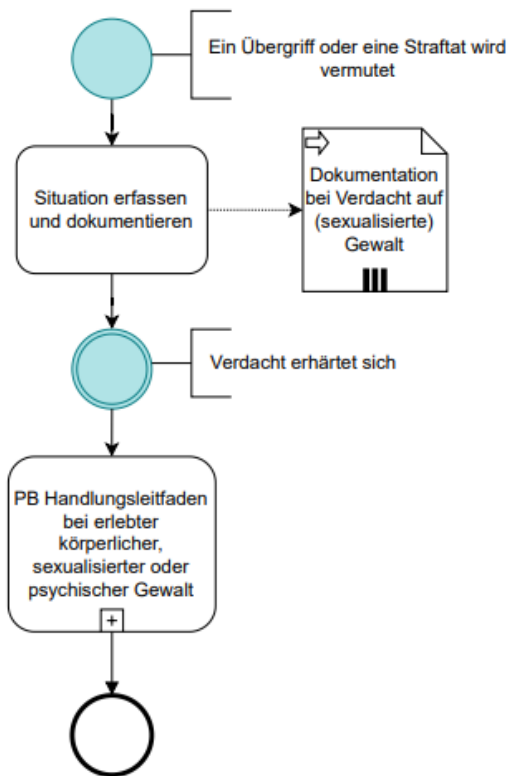 Ein Übergriff oder eine Straftat wird
vermutet
Situation erfassen
und dokumentieren
Dokumentation
bei Verdacht auf
(sexualisierte)
Gewalt
Verdacht erhärtet sich
PB Handlungsleitfaden
bei erlebter
körperlicher,
sexualisierter oder
psychischer Gewalt